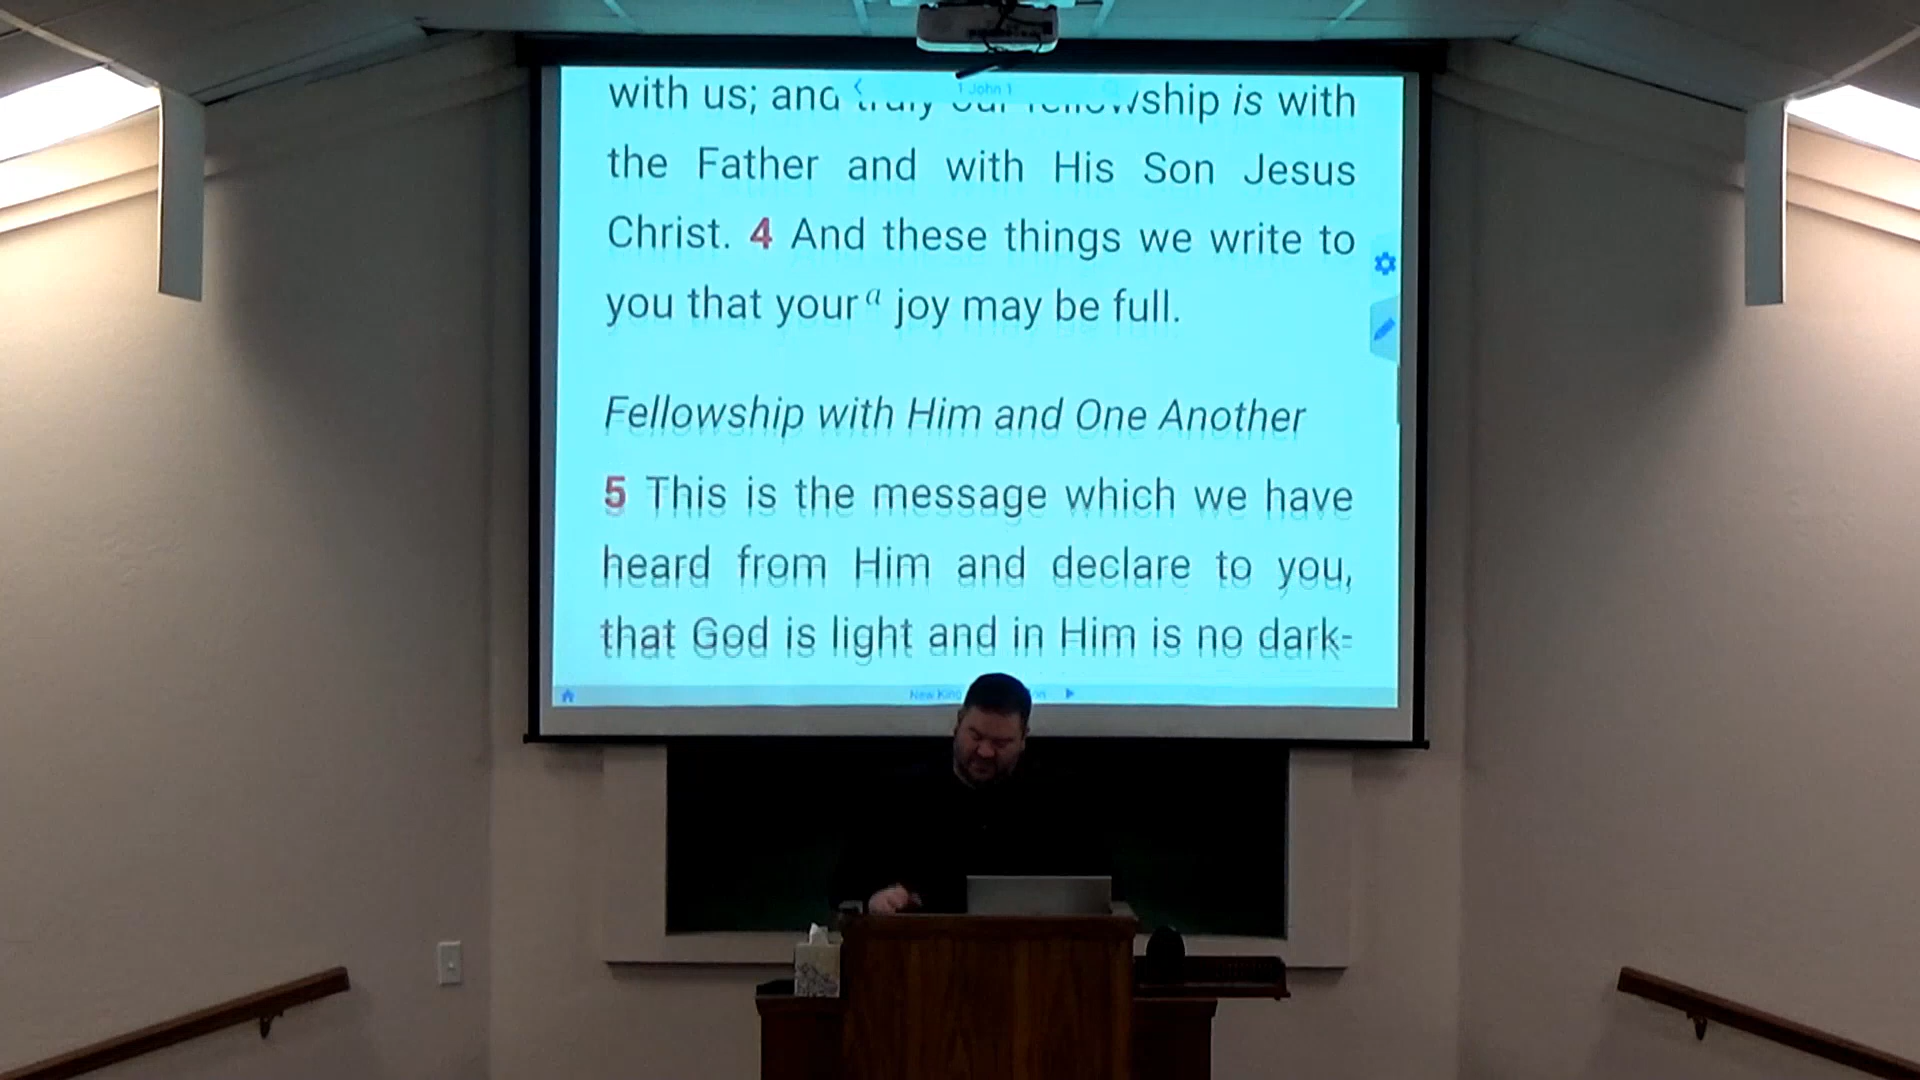 1 John 1
with us; and truly our fellowship is with
the Father and with His Son Jesus
Christ. 4 And these things we write to
you that your a joy may be full.
Fellowship with Him and One Another
5 This is the message which we have
heard from Him and declare to you,
that God is light and in Him is no dark-
New King